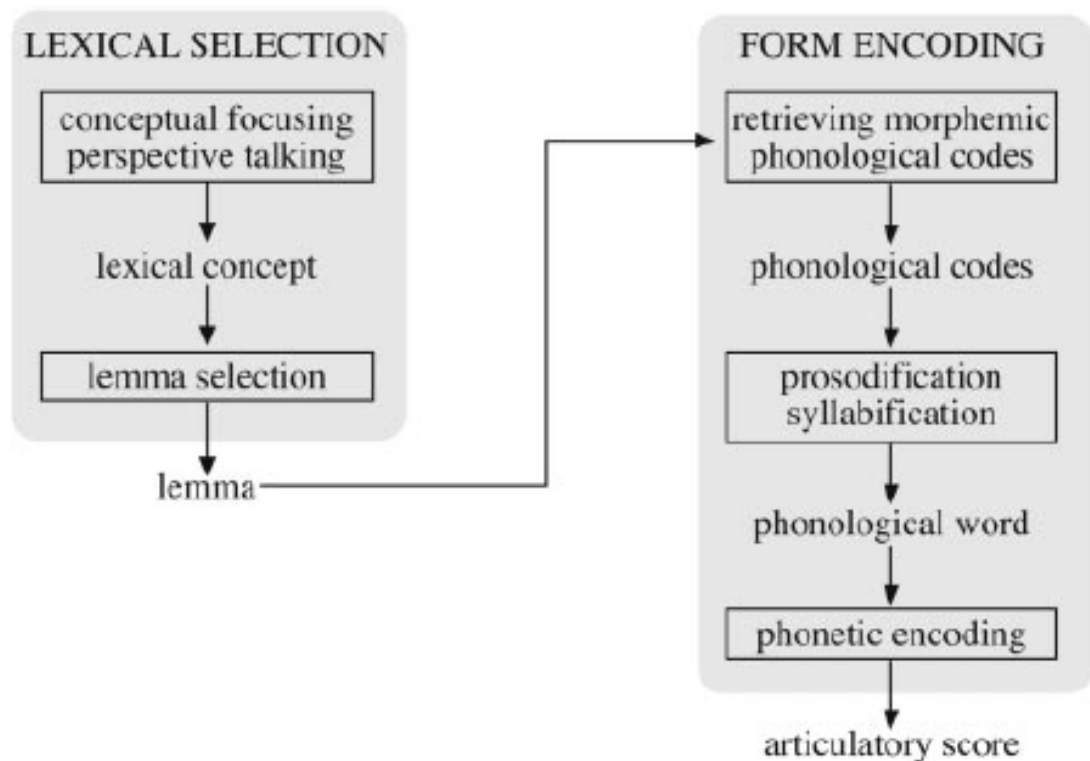 LEXICAL SELECTION
conceptual focusing
perspective talking
lexical concept
lemma selection
lemma
FORM ENCODING
retrieving morphemic
phonological codes
phonological codes
prosodification
syllabification
phonological word
phonetic encoding
articulatory score